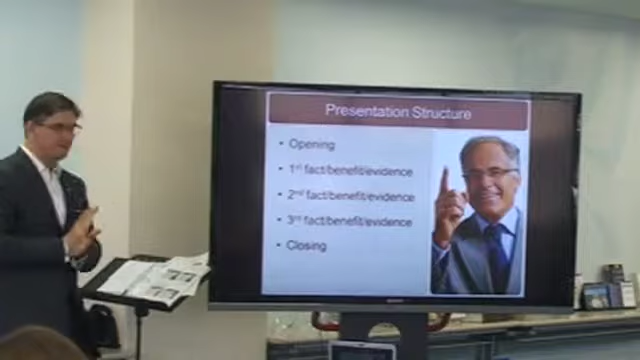 Presentation Structure
• Opening
• 1st fact/benefit/evidence
• 2nd fact/benefit/evidence
• 3rd fact/benefit/evidence
• Closing